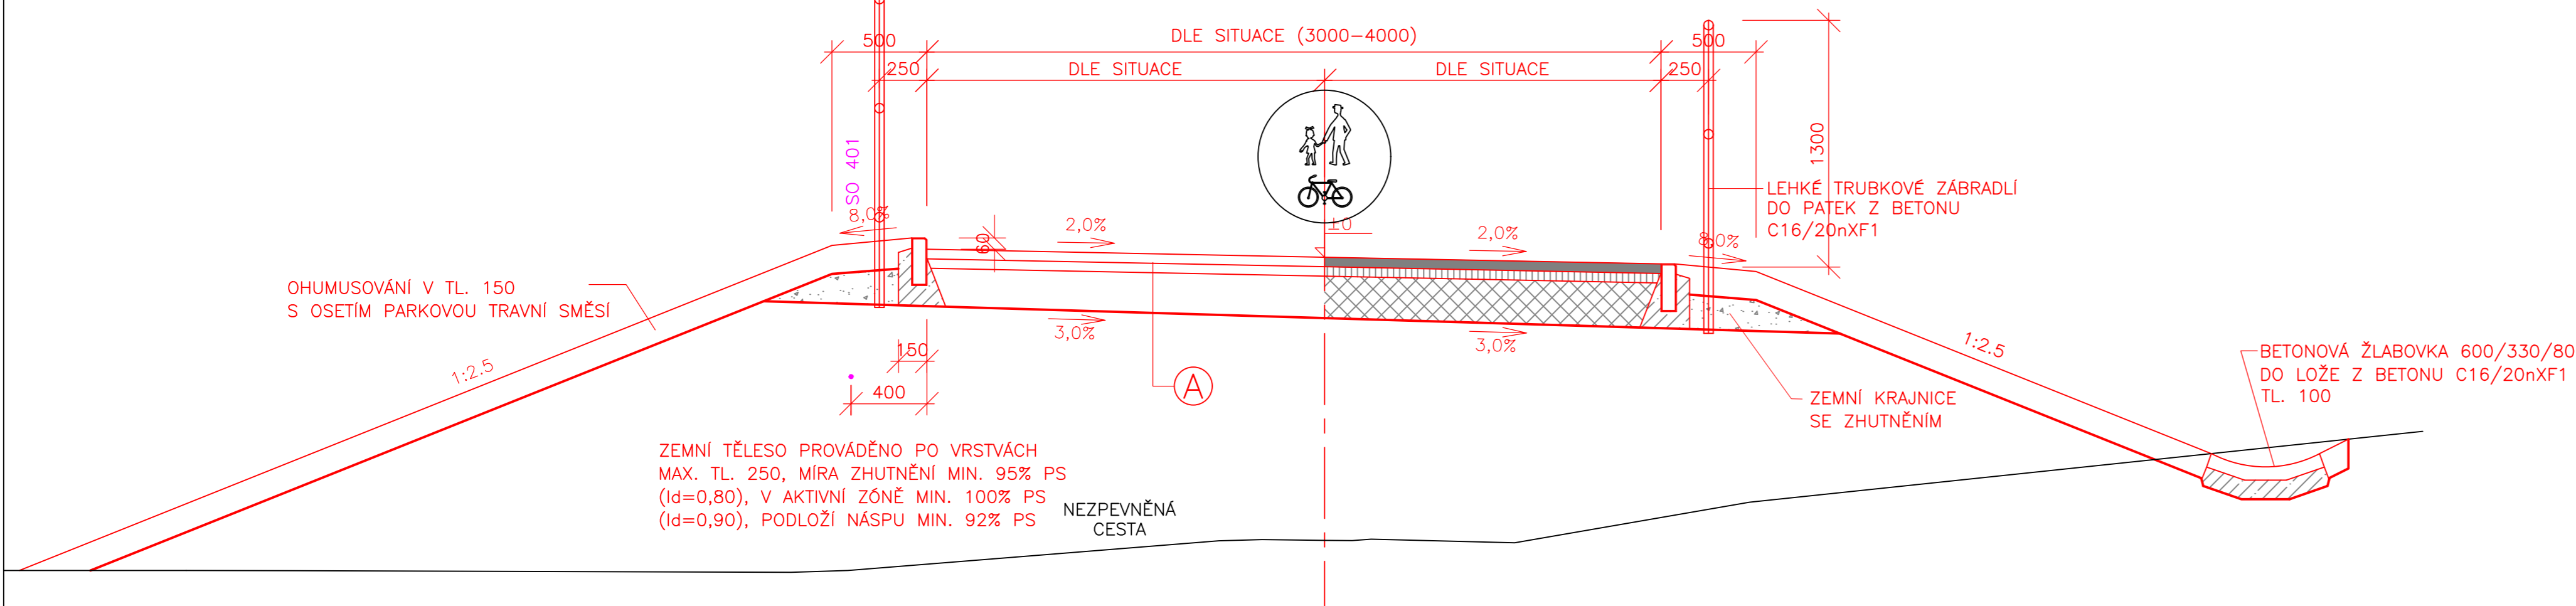 500
DLE SITUACE (3000-4000)
500
250
DLE SITUACE
DLE SITUACE
250
1300
SO 401
8,0%
60
2,0%
±0
2,0%
8,0%
LEHKÉ TRUBKOVÉ ZÁBRADLÍ
DO PATEK Z BETONU
C16/20nXF1
OHUMUSOVÁNÍ V TL. 150
S OSETÍM PARKOVOU TRAVNÍ SMĚSÍ
3,0%
3,0%
1:2.5
1:2.5
150
400
A
BETONOVÁ ŽLABOVKA 600/330/80
DO LOŽE Z BETONU C16/20nXF1
TL. 100
ZEMNÍ KRAJNICE
SE ZHUTNĚNÍM
ZEMNÍ TĚLESO PROVÁDĚNO PO VRSTVÁCH
MAX. TL. 250, MÍRA ZHUTNĚNÍ MIN. 95% PS
(Id=0,80), V AKTIVNÍ ZÓNĚ MIN. 100% PS
(Id=0,90), PODLOŽÍ NÁSPU MIN. 92% PS
NEZPEVNĚNÁ
CESTA